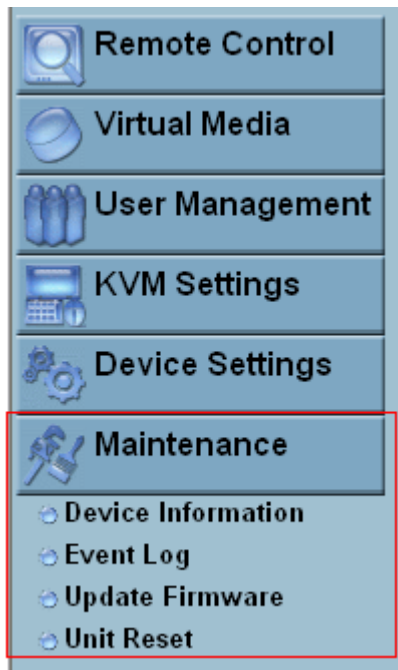 Remote Control
Virtual Media
User Management
KVM Settings
Device Settings
Maintenance
Device Information
Event Log
Update Firmware
Unit Reset